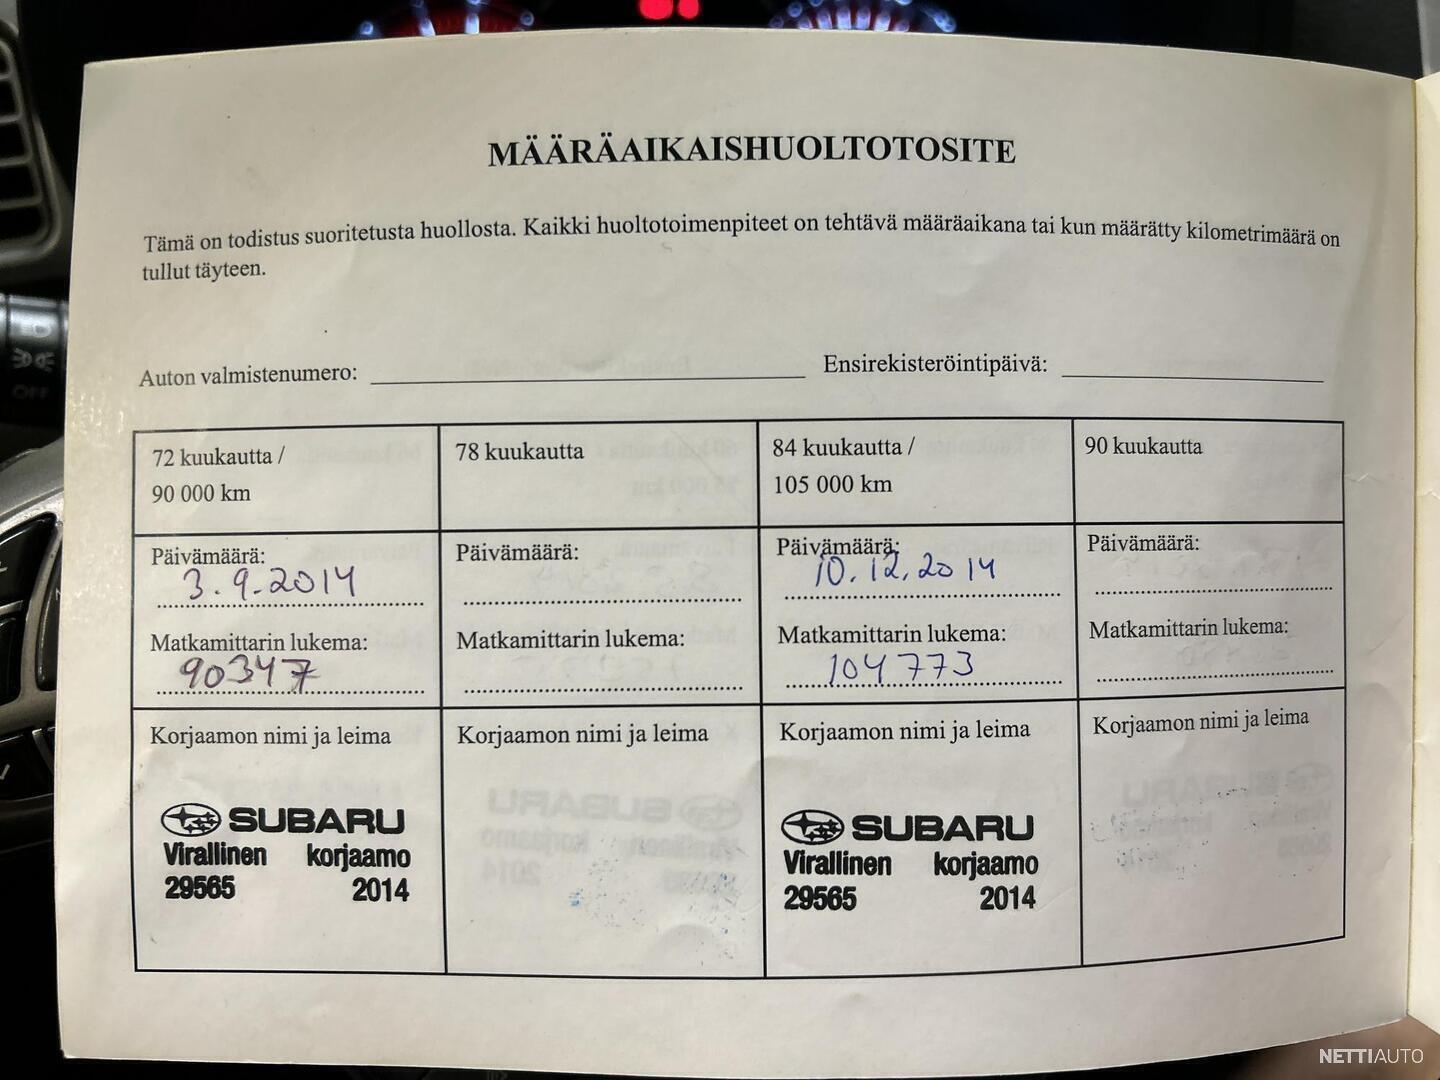 MÄÄRÄAIKAISHUOLTOTOSITE
Tämä on todistus suoritetusta huollosta. Kaikki huoltotoimenpiteet on tehtävä määräaikana tai kun määrätty kilometrimäärä on
tullut täyteen.
Auton valmistenumero:
Ensirekisteröintipäivä:
72 kuukautta /
90 000 km
78 kuukautta
84 kuukautta /
105 000 km
90 kuukautta
Päivämäärä:
3.9.2014
Päivämäärä:
Päivämäärä:
10.12.2014
Päivämäärä:
Matkamittarin lukema:
90347
Matkamittarin lukema:
Matkamittarin lukema:
104773
Matkamittarin lukema:
Korjaamon nimi ja leima
SUBARU
Virallinen korjaamo
29565 2014
Korjaamon nimi ja leima
Korjaamon nimi ja leima
SUBARU
Virallinen korjaamo
29565 2014
Korjaamon nimi ja leima
OFF
NETTIAUTO